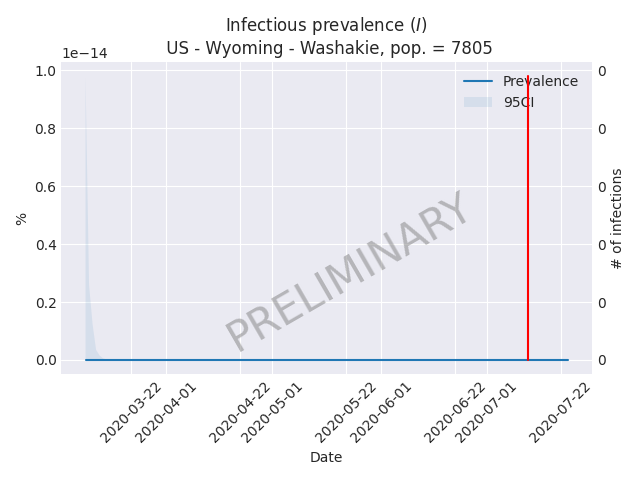 Infectious prevalence (I)
US - Wyoming - Washakie, pop. = 7805
1e−14
1.0
0.8
0.6
0.4
0.2
0.0
%
Prevalence
95CI
PRELIMINARY
0
0
0
0
0
0
# of infections
2020-03-22
2020-04-01
2020-04-22
2020-05-01
2020-05-22
2020-06-01
2020-06-22
2020-07-01
2020-07-22
Date